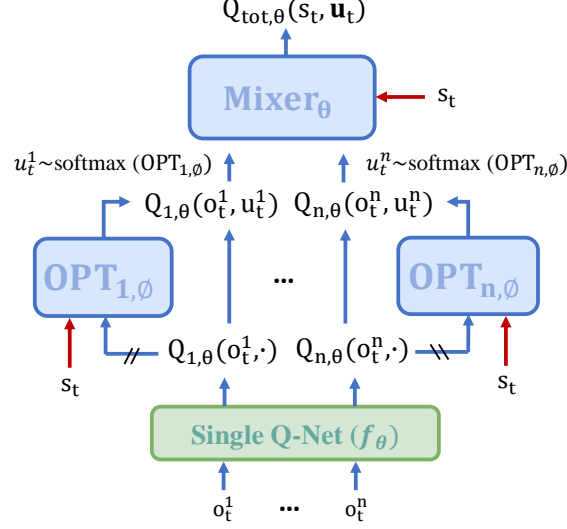 Q_{tot,θ}(s_t, **u**_t)
Mixer_θ
s_t
u_t^1~softmax (OPT_{1,∅})
u_t^n~softmax (OPT_{n,∅})
Q_{1,θ}(o_t^1, u_t^1)
Q_{n,θ}(o_t^n, u_t^n)
OPT_{1,∅}
...
OPT_{n,∅}
Q_{1,θ}(o_t^1,·)
Q_{n,θ}(o_t^n,·)
s_t
s_t
Single Q-Net (f_θ)
o_t^1
...
o_t^n